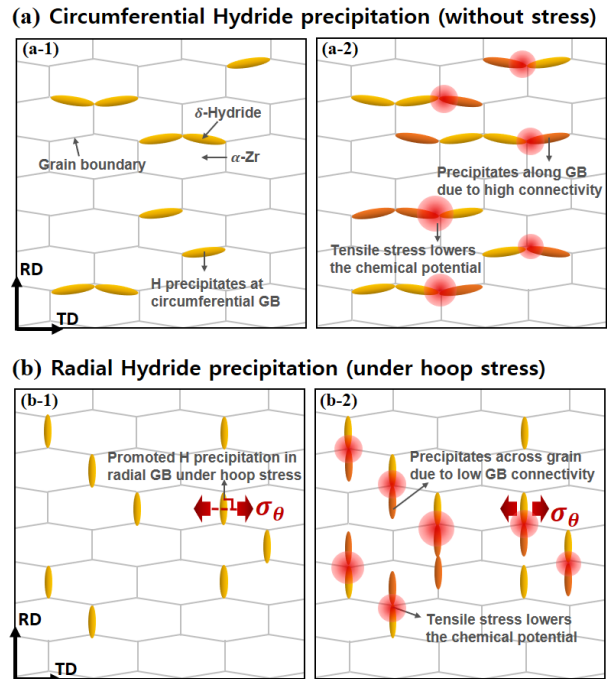 (a) Circumferential Hydride precipitation (without stress)
(a-1)
δ-Hydride
Grain boundary
α-Zr
H precipitates at
circumferential GB
RD
TD
(a-2)
Precipitates along GB
due to high connectivity
Tensile stress lowers
the chemical potential
(b) Radial Hydride precipitation (under hoop stress)
(b-1)
Promoted H precipitation in
radial GB under hoop stress
σθ
RD
TD
(b-2)
Precipitates across grain
due to low GB connectivity
σθ
Tensile stress lowers
the chemical potential